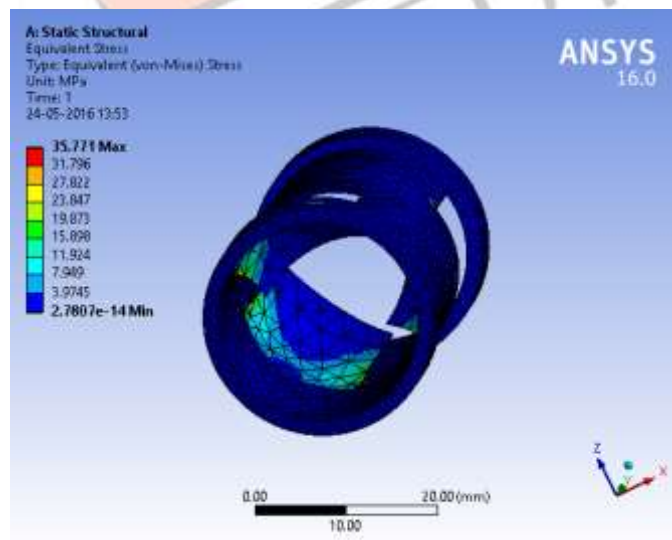 A: Static Structural
Equivalent Stress
Type: Equivalent (von-Mises) Stress
Unit: MPa
Time: 1
24-05-2016 13:53
ANSYS
16.0
35.771 Max
31.796
27.822
23.847
19.873
15.898
11.924
7.949
3.9745
2.7807e-14 Min
0.00
20.00 (mm)
10.00
Z
Y
X